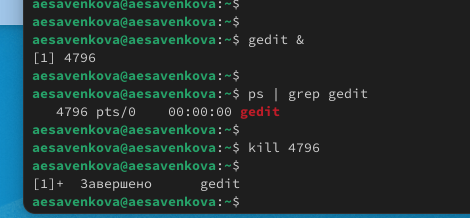 aesavenkova@aesavenkova:~$
aesavenkova@aesavenkova:~$
aesavenkova@aesavenkova:~$ gedit &
[1] 4796
aesavenkova@aesavenkova:~$
aesavenkova@aesavenkova:~$ ps | grep gedit
   4796 pts/0    00:00:00 gedit
aesavenkova@aesavenkova:~$
aesavenkova@aesavenkova:~$ kill 4796
aesavenkova@aesavenkova:~$
[1]+  Завершено      gedit
aesavenkova@aesavenkova:~$